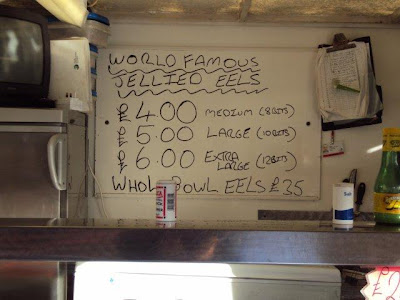 WORLD FAMOUS
JELLIED EELS
£4.00 MEDIUM (8 BITS)
£5.00 LARGE (10 BITS)
£6.00 EXTRA LARGE (12 BITS)
WHOLE BOWL EELS £35
£2